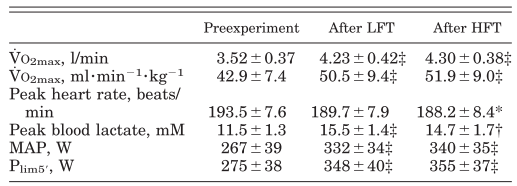 Preexperiment After LFT After HFT
V̇O2max, l/min 3.52 ± 0.37 4.23 ± 0.42‡ 4.30 ± 0.38‡
V̇O2max, ml·min−1·kg−1 42.9 ± 7.4 50.5 ± 9.4‡ 51.9 ± 9.0‡
Peak heart rate, beats/
min 193.5 ± 7.6 189.7 ± 7.9 188.2 ± 8.4*
Peak blood lactate, mM 11.5 ± 1.3 15.5 ± 1.4‡ 14.7 ± 1.7†
MAP, W 267 ± 39 332 ± 34‡ 340 ± 35‡
Plim5′, W 275 ± 38 348 ± 40‡ 355 ± 37‡